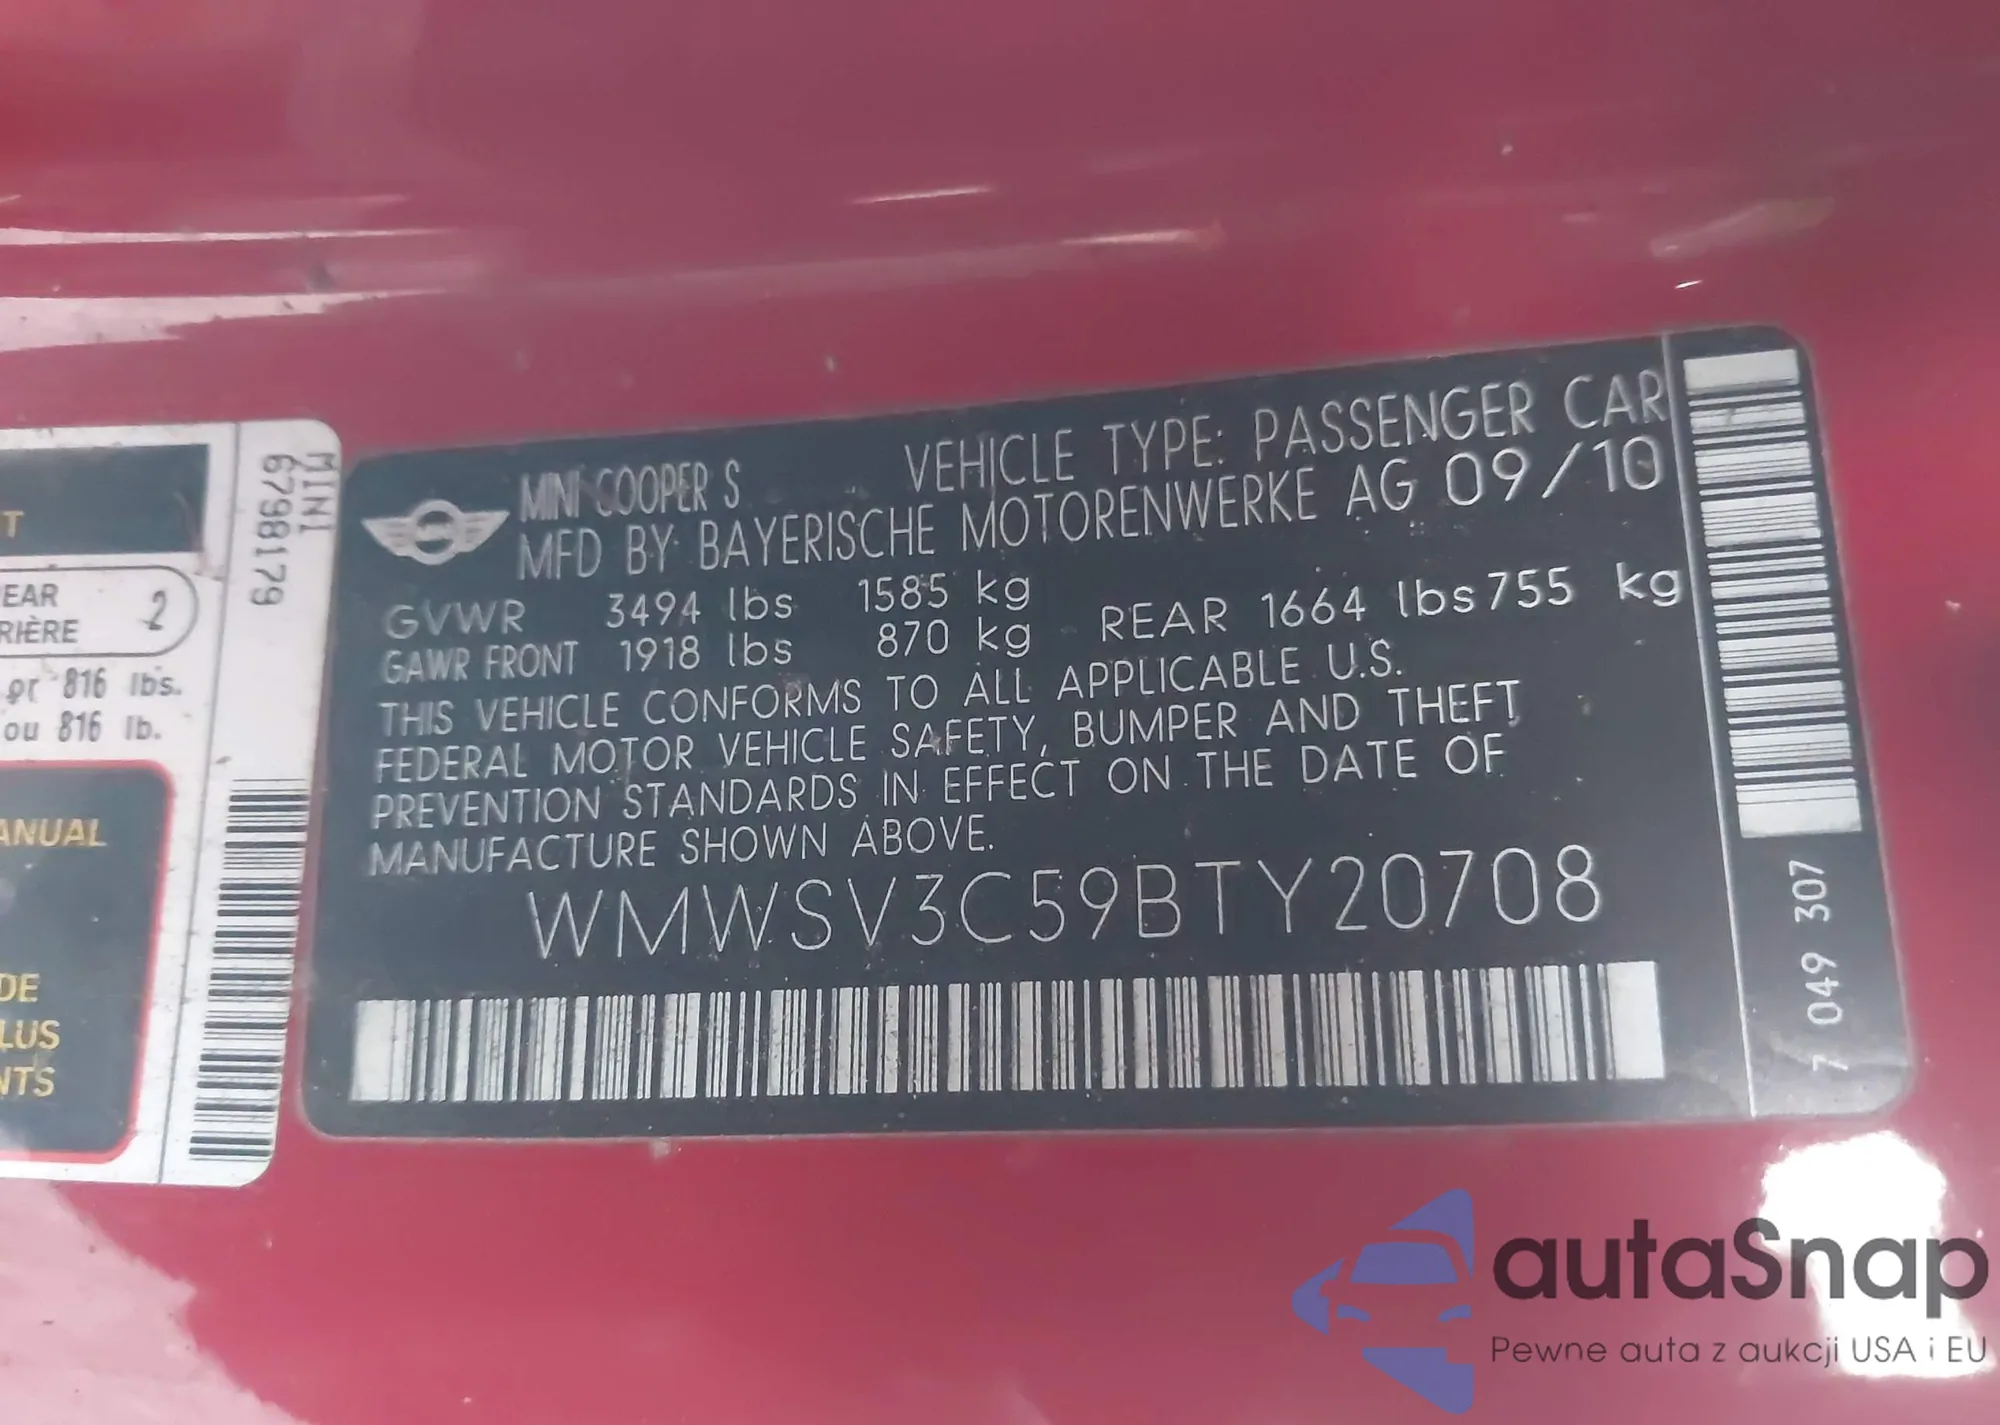 T
EAR
RIÈRE
2
or 816 lbs.
ou 816 lb.
ANUAL
DE
LUS
NTS
MINI
6798179
MINI COOPER S
VEHICLE TYPE: PASSENGER CAR
MFD BY BAYERISCHE MOTORENWERKE AG 09/10
GVWR 3494 lbs 1585 kg
GAWR FRONT 1918 lbs 870 kg REAR 1664 lbs 755 kg
THIS VEHICLE CONFORMS TO ALL APPLICABLE U.S.
FEDERAL MOTOR VEHICLE SAFETY, BUMPER AND THEFT
PREVENTION STANDARDS IN EFFECT ON THE DATE OF
MANUFACTURE SHOWN ABOVE.
WMWSV3C59BTY20708
7 049 307
autaSnap
Pewne auta z aukcji USA i EU